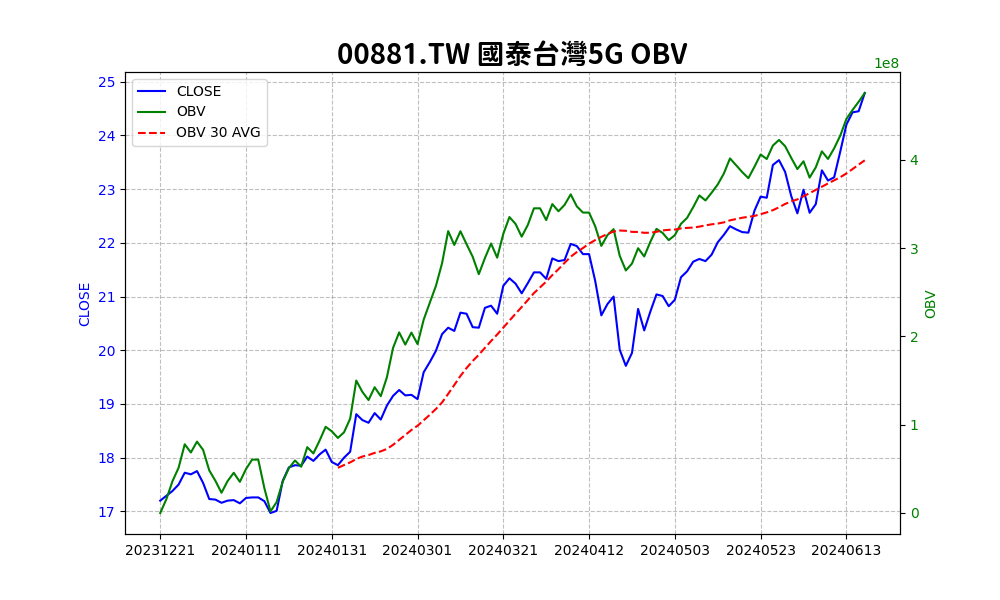 00881.TW 國泰台灣5G OBV
1e8
CLOSE
OBV
OBV 30 AVG
25
24
23
22
21
20
19
18
17
CLOSE
4
3
2
1
0
OBV
20231221 20240111 20240131 20240301 20240321 20240412 20240503 20240523 20240613